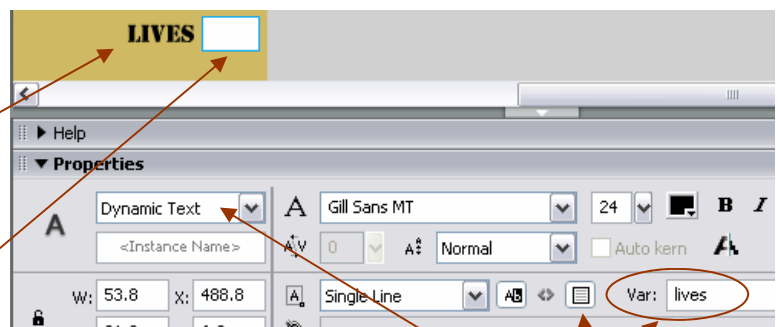 LIVES
Help
Properties
A Dynamic Text A Gill Sans MT 24 B I
<Instance Name> A|V 0 Normal Auto kern
W: 53.8 X: 488.8 A Single Line AB <> Var: lives